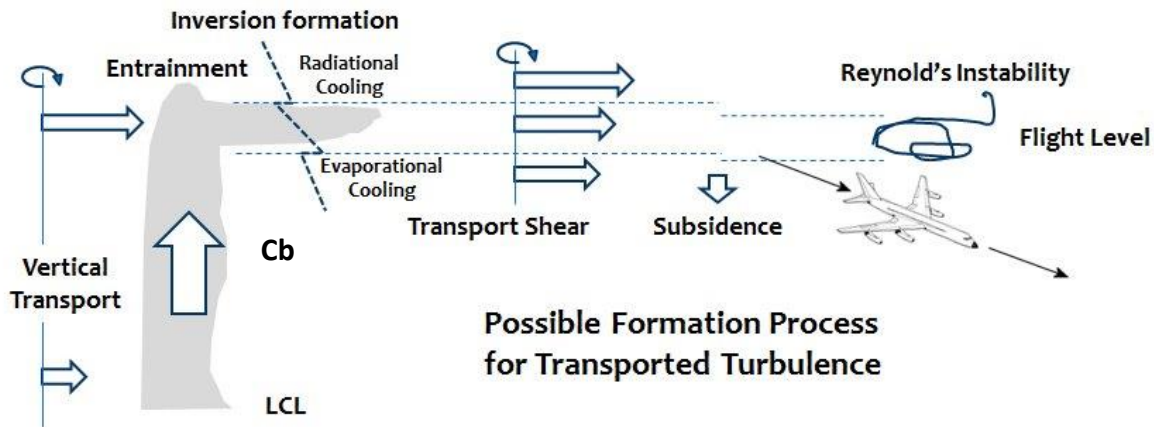 Inversion formation
Entrainment
Radiational
Cooling
Evaporational
Cooling
Cb
Vertical
Transport
LCL
Transport Shear
Subsidence
Reynold's Instability
Flight Level
Possible Formation Process
for Transported Turbulence